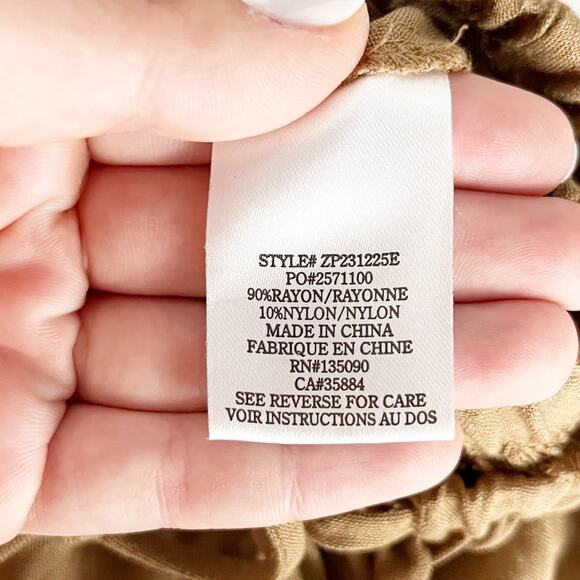 STYLE# ZP231225E
PO#2571100
90%RAYON/RAYONNE
10%NYLON/NYLON
MADE IN CHINA
FABRIQUE EN CHINE
RN#135090
CA#35884
SEE REVERSE FOR CARE
VOIR INSTRUCTIONS AU DOS